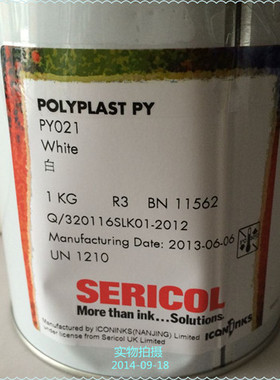 POLYPLAST PY
PY021
White
白
1 KG R3 BN 11562
Q/320116SLK01-2012
Manufacturing Date: 2013-06-06
UN 1210
SERICOL
More than ink...Solutions.
Manufactured by ICONINKS(NANJING) Limited
under license from Sericol UK Limited
ICONINKS
实物拍摄
2014-09-18